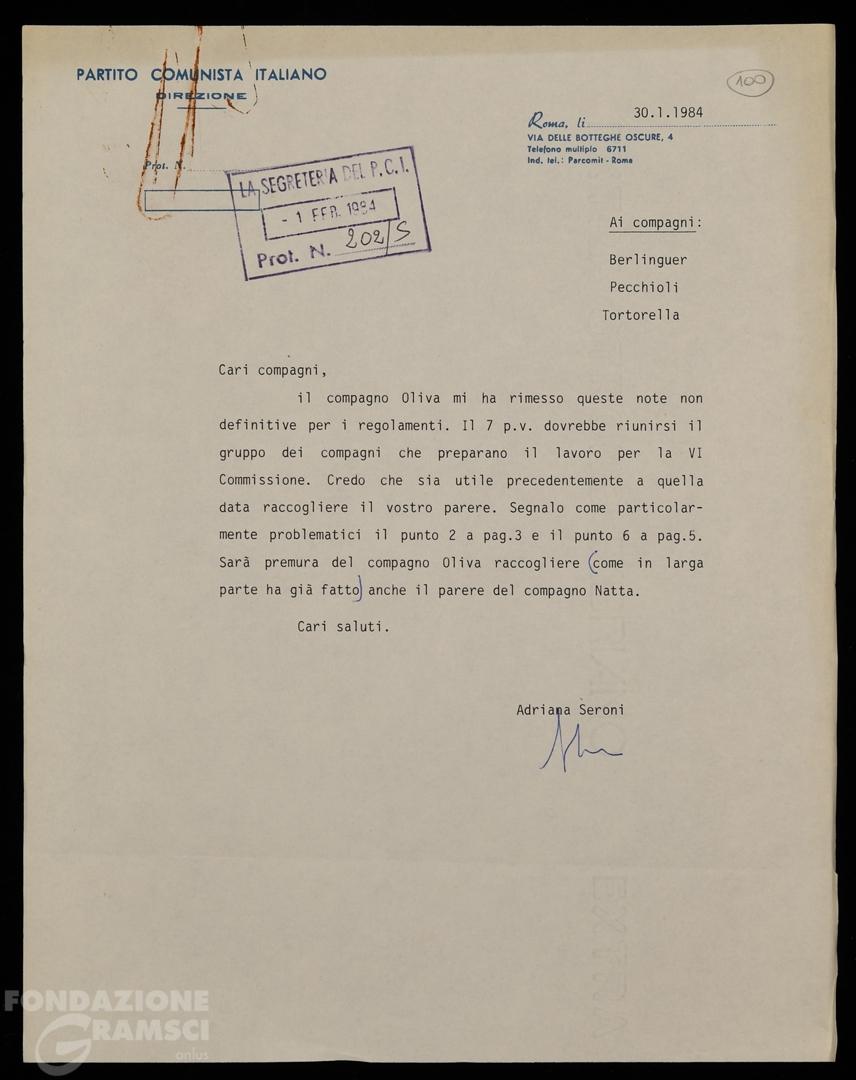 PARTITO COMUNISTA ITALIANO
DIREZIONE
100
Roma, li 30.1.1984
VIA DELLE BOTTEGHE OSCURE, 4
Telefono multiplo 6711
Ind. tel.: Parcomit - Roma
Prot. N.
LA SEGRETERIA DEL P.C.I.
- 1 FEB. 1984
Prot. N. 202/S
Ai compagni:
Berlinguer
Pecchioli
Tortorella
Cari compagni,
il compagno Oliva mi ha rimesso queste note non
definitive per i regolamenti. Il 7 p.v. dovrebbe riunirsi il
gruppo dei compagni che preparano il lavoro per la VI
Commissione. Credo che sia utile precedentemente a quella
data raccogliere il vostro parere. Segnalo come particolar-
mente problematici il punto 2 a pag.3 e il punto 6 a pag.5.
Sarà premura del compagno Oliva raccogliere (come in larga
parte ha già fatto) anche il parere del compagno Natta.
Cari saluti.
Adriana Seroni
FONDAZIONE
GRAMSCI
onlus